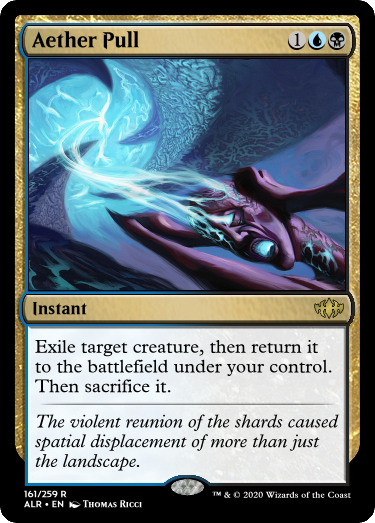 Aether Pull 1
Instant
Exile target creature, then return it
to the battlefield under your control.
Then sacrifice it.
The violent reunion of the shards caused
spatial displacement of more than just
the landscape.
161/259 R
ALR • EN Thomas Ricci
™ & © 2020 Wizards of the Coast